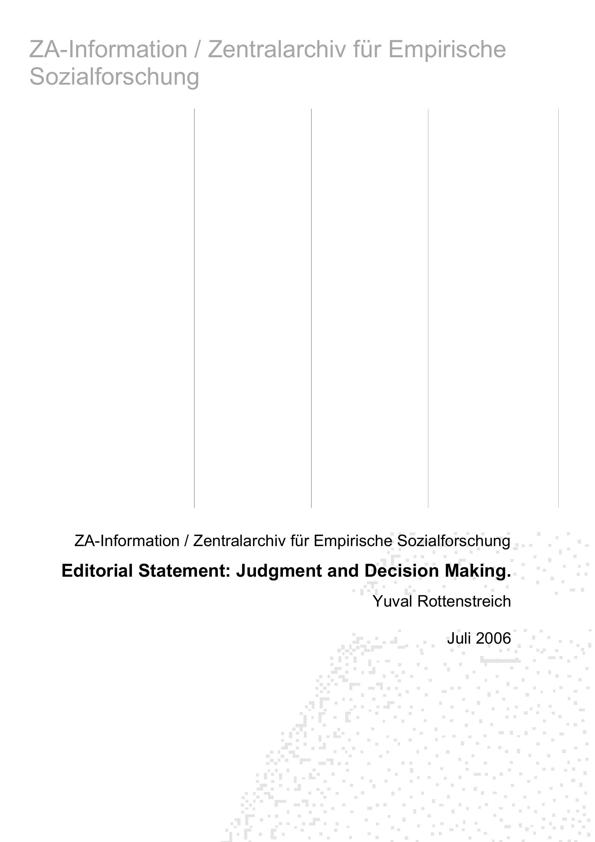 ZA-Information / Zentralarchiv für Empirische
Sozialforschung
ZA-Information / Zentralarchiv für Empirische Sozialforschung
Editorial Statement: Judgment and Decision Making.
Yuval Rottenstreich
Juli 2006